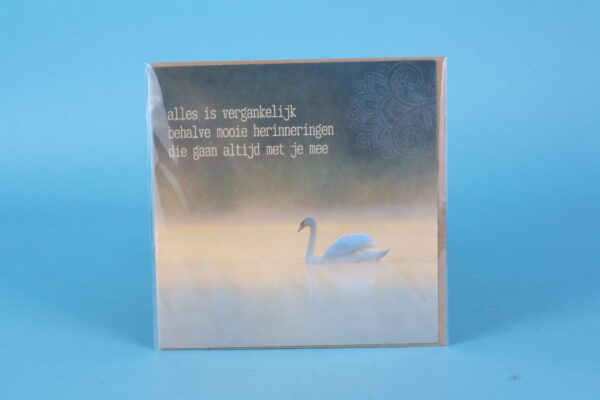 alles is vergankelijk
behalve mooie herinneringen
die gaan altijd met je mee